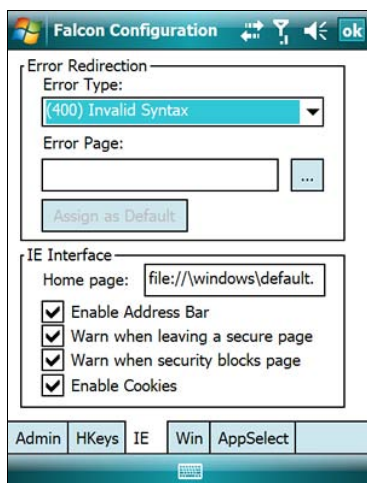 Falcon Configuration
ok
Error Redirection
Error Type:
(400) Invalid Syntax
Error Page:
...
Assign as Default
IE Interface
Home page: file://\windows\default.
Enable Address Bar
Warn when leaving a secure page
Warn when security blocks page
Enable Cookies
Admin HKeys IE Win AppSelect